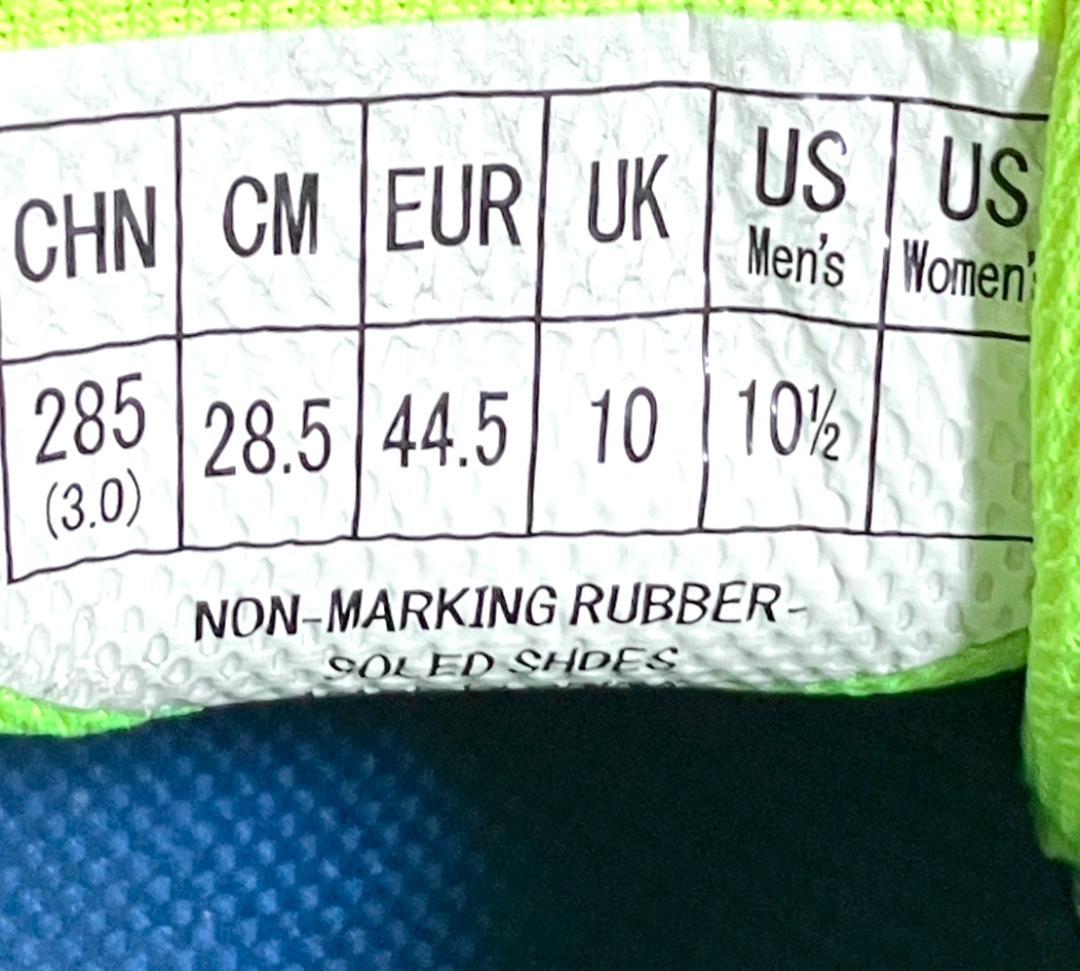 CHN CM EUR UK US Men's US Women's
285 (3.0) 28.5 44.5 10 10½
NON-MARKING RUBBER-
SOLED SHOES